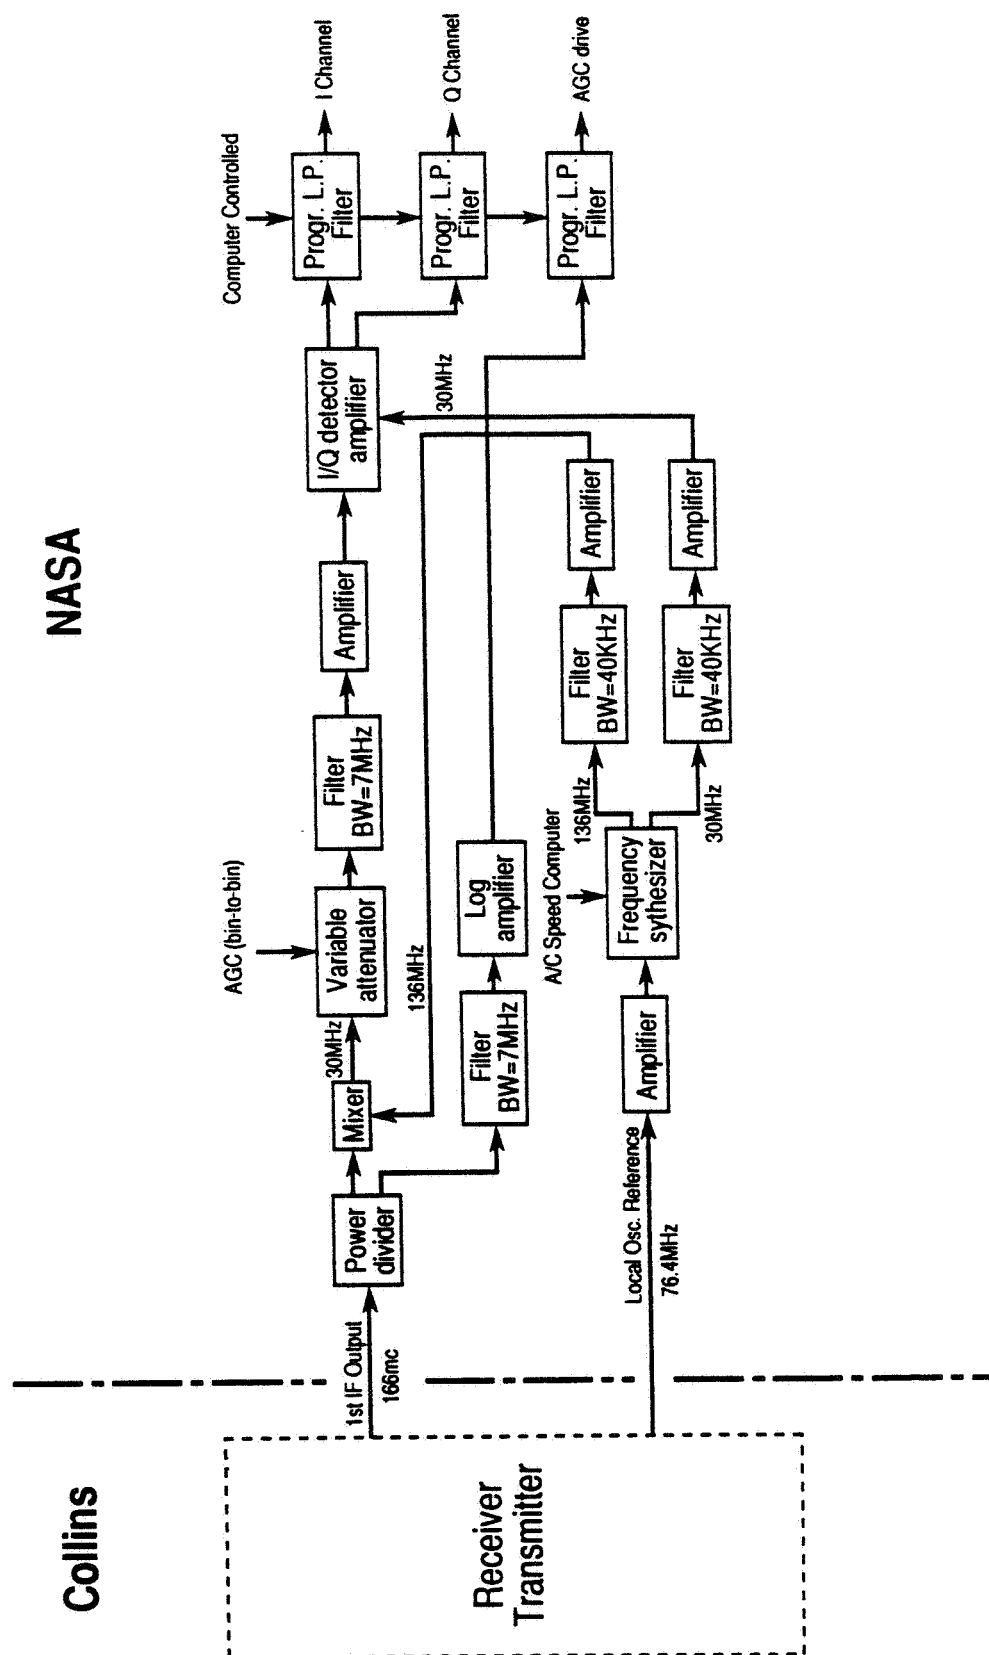 Collins
NASA
Receiver
Transmitter
1st IF Output
166mc
Power
divider
Mixer
30MHz
AGC (bin-to-bin)
Variable
attenuator
Filter
BW=7MHz
Amplifier
I/Q detector
amplifier
Computer Controlled
Progr. L.P.
Filter
I Channel
Progr. L.P.
Filter
Q Channel
Progr. L.P.
Filter
AGC drive
136MHz
30MHz
Filter
BW=7MHz
Log
amplifier
Local Osc. Reference
76.4MHz
Amplifier
A/C Speed Computer
Frequency
sythesizer
136MHz
30MHz
Filter
BW=40KHz
Amplifier
Filter
BW=40KHz
Amplifier